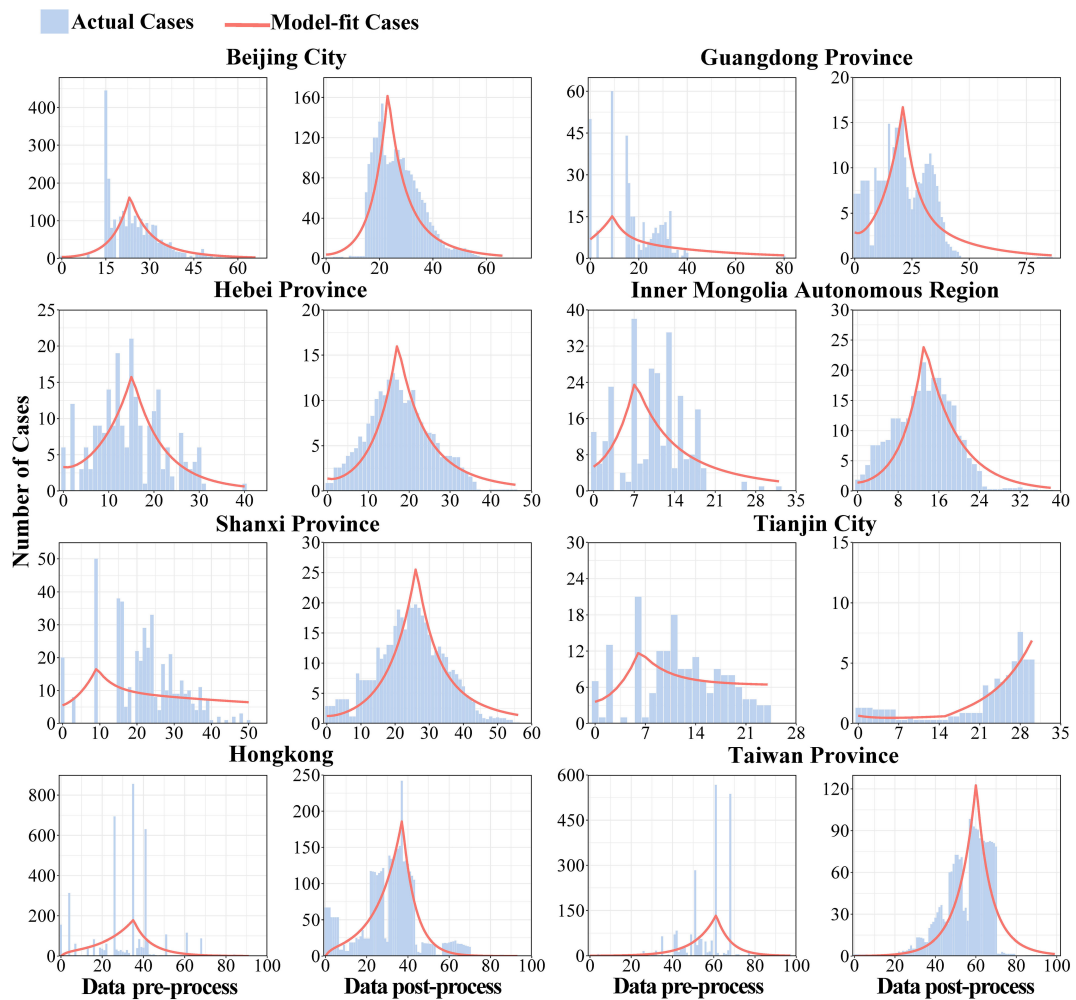 Actual Cases Model-fit Cases
Beijing City Guangdong Province
400 300 200 100 0
0 15 30 45 60
160 120 80 40 0
0 20 40 60
60 45 30 15 0
0 20 40 60 80
20 15 10 5 0
0 25 50 75
Hebei Province Inner Mongolia Autonomous Region
25 20 15 10 5 0
0 10 20 30 40
20 15 10 5 0
0 10 20 30 40 50
40 32 24 16 8 0
0 7 14 21 28 35
30 25 20 15 10 5 0
0 8 16 24 32 40
Number of Cases
Shanxi Province Tianjin City
50 40 30 20 10 0
0 10 20 30 40 50
30 25 20 15 10 5 0
0 10 20 30 40 50 60
30 24 18 12 6 0
0 7 14 21 28
15 10 5 0
0 7 14 21 28 35
Hongkong Taiwan Province
800 600 400 200 0
0 20 40 60 80 100
250 200 150 100 50 0
0 20 40 60 80 100
600 450 300 150 0
0 20 40 60 80 100
120 90 60 30 0
0 20 40 60 80 100
Data pre-process Data post-process Data pre-process Data post-process